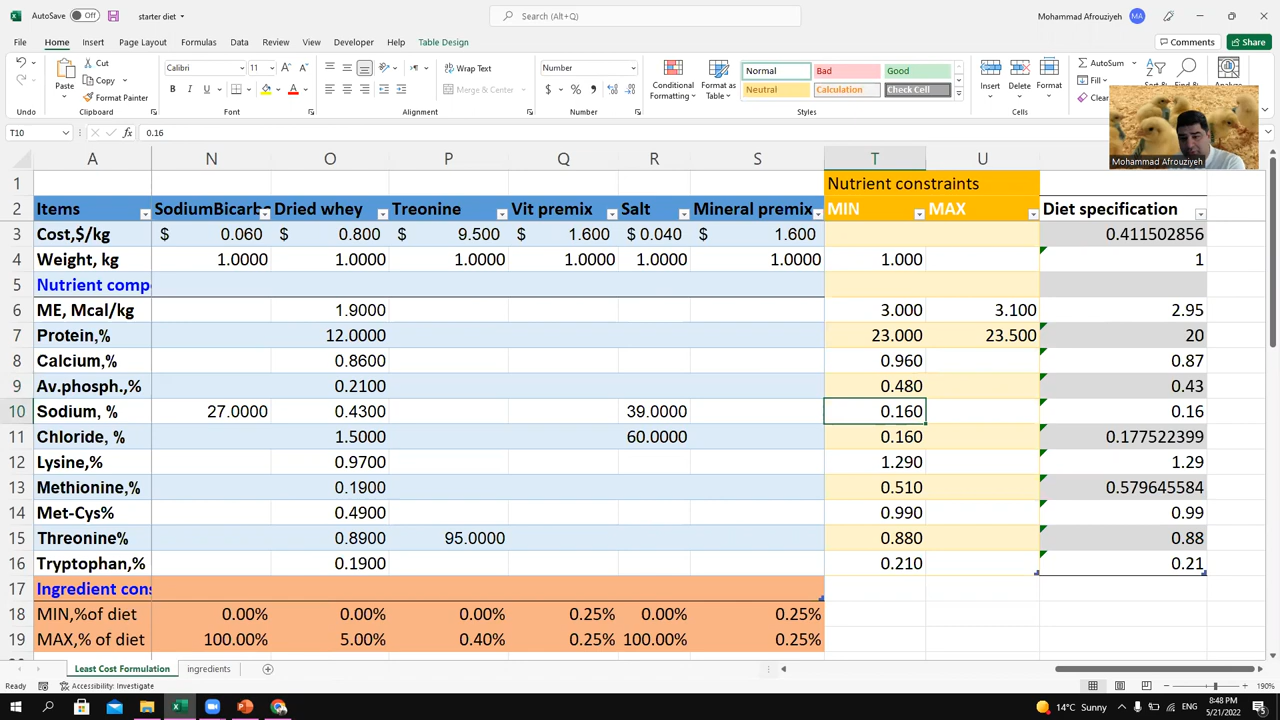 AutoSave Off starter diet Search (Alt+Q) Mohammad Afrouziyeh MA
File Home Insert Page Layout Formulas Data Review View Developer Help Table Design Comments Share
Undo Paste Cut Copy Format Painter Clipboard
Calibri 11 Font
Wrap Text Merge & Center Alignment
Number Number
Conditional Formatting Format as Table Normal Bad Good Neutral Calculation Check Cell Styles
Insert Delete Format Cells AutoSum Fill
Mohammad Afrouziyeh
T10 0.16
A N O P Q R S T U
1 Nutrient constraints
2 Items SodiumBicarb Dried whey Treonine Vit premix Salt Mineral premix MIN MAX Diet specification
3 Cost,$/kg $ 0.060 $ 0.800 $ 9.500 $ 1.600 $ 0.040 $ 1.600 0.411502856
4 Weight, kg 1.0000 1.0000 1.0000 1.0000 1.0000 1.0000 1.000 1
5 Nutrient comp
6 ME, Mcal/kg 1.9000 3.000 3.100 2.95
7 Protein,% 12.0000 23.000 23.500 20
8 Calcium,% 0.8600 0.960 0.87
9 Av.phosph.,% 0.2100 0.480 0.43
10 Sodium, % 27.0000 0.4300 39.0000 0.160 0.16
11 Chloride, % 1.5000 60.0000 0.160 0.177522399
12 Lysine,% 0.9700 1.290 1.29
13 Methionine,% 0.1900 0.510 0.579645584
14 Met-Cys% 0.4900 0.990 0.99
15 Threonine% 0.8900 95.0000 0.880 0.88
16 Tryptophan,% 0.1900 0.210 0.21
17 Ingredient cons
18 MIN,%of diet 0.00% 0.00% 0.00% 0.25% 0.00% 0.25%
19 MAX,% of diet 100.00% 5.00% 0.40% 0.25% 100.00% 0.25%
Least Cost Formulation ingredients
Ready Accessibility: Investigate 190%
14°C Sunny ENG 8:48 PM
5/21/2022